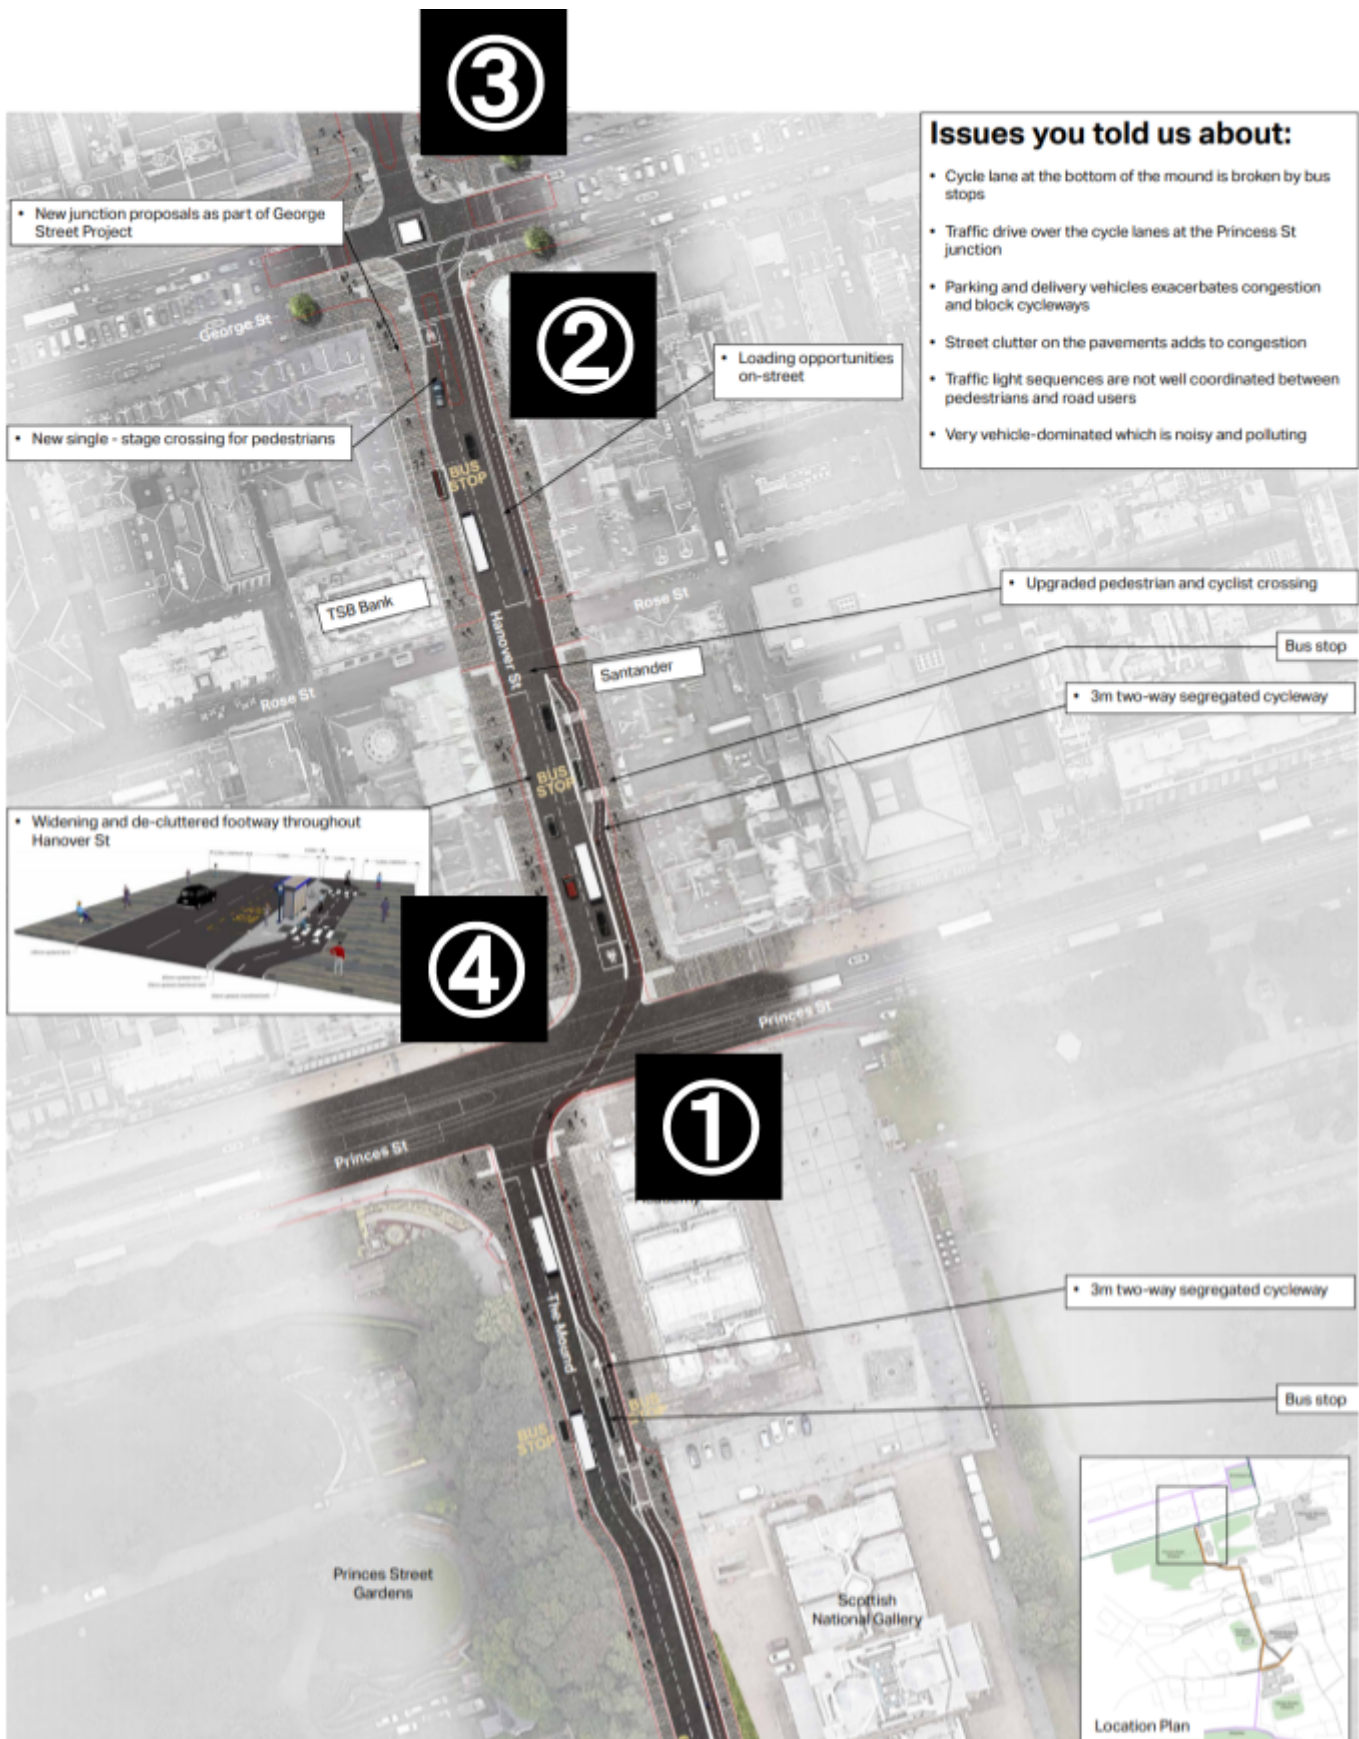 ③
Issues you told us about:
• Cycle lane at the bottom of the mound is broken by bus
stops
• Traffic drive over the cycle lanes at the Princess St
junction
• Parking and delivery vehicles exacerbates congestion
and block cycleways
• Street clutter on the pavements adds to congestion
• Traffic light sequences are not well coordinated between
pedestrians and road users
• Very vehicle-dominated which is noisy and polluting
• New junction proposals as part of George
Street Project
George St
②
• Loading opportunities
on-street
• New single - stage crossing for pedestrians
BUS
STOP
• Upgraded pedestrian and cyclist crossing
TSB Bank
Rose St
Hanover St
Bus stop
Santander
Rose St
• 3m two-way segregated cycleway
BUS
STOP
• Widening and de-cluttered footway throughout
Hanover St
④
Princes St
①
Princes St
Academy
• 3m two-way segregated cycleway
The Mound
Bus stop
BUS
STOP
BUS
STOP
Princes Street
Gardens
Scottish
National Gallery
Location Plan